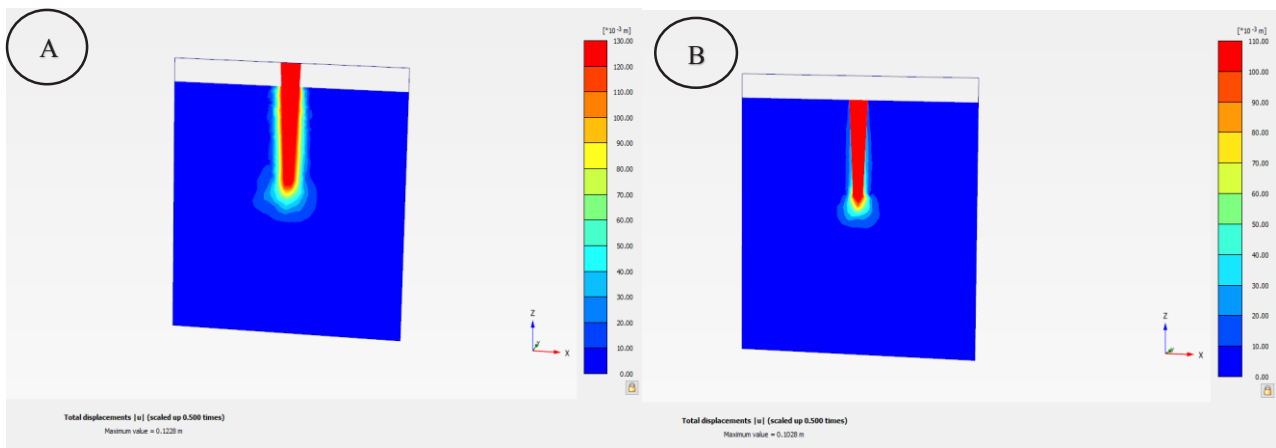 A
[*10⁻³ m]
130.00
120.00
110.00
100.00
90.00
80.00
70.00
60.00
50.00
40.00
30.00
20.00
10.00
0.00
Z
Y
X
Total displacements |u| (scaled up 0.500 times)
Maximum value = 0.1228 m
B
[*10⁻³ m]
110.00
100.00
90.00
80.00
70.00
60.00
50.00
40.00
30.00
20.00
10.00
0.00
Z
Y
X
Total displacements |u| (scaled up 0.500 times)
Maximum value = 0.1028 m